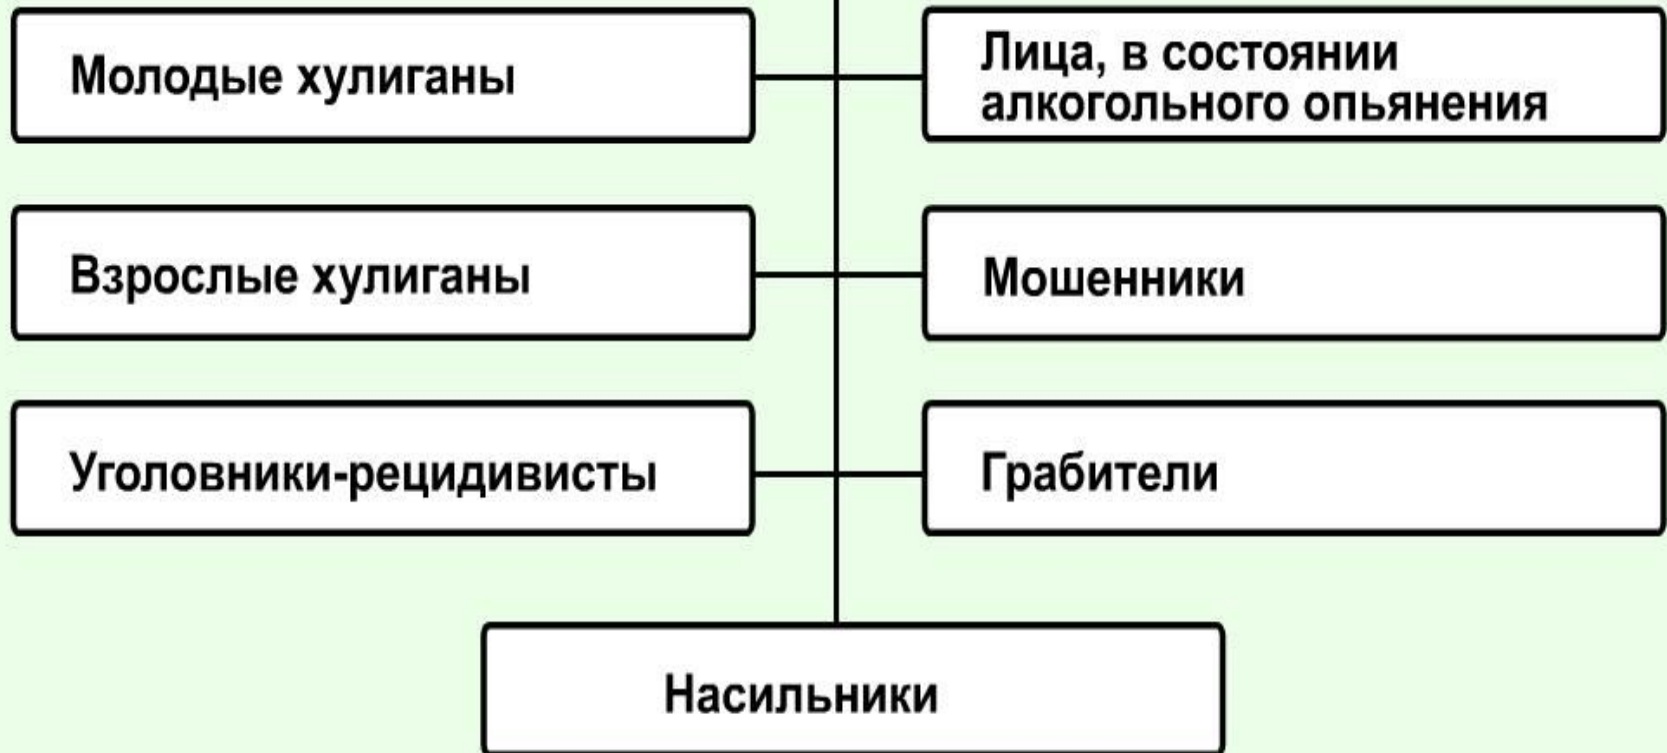 Молодые хулиганы
Лица, в состоянии
алкогольного опьянения
Взрослые хулиганы
Мошенники
Уголовники-рецидивисты
Грабители
Насильники